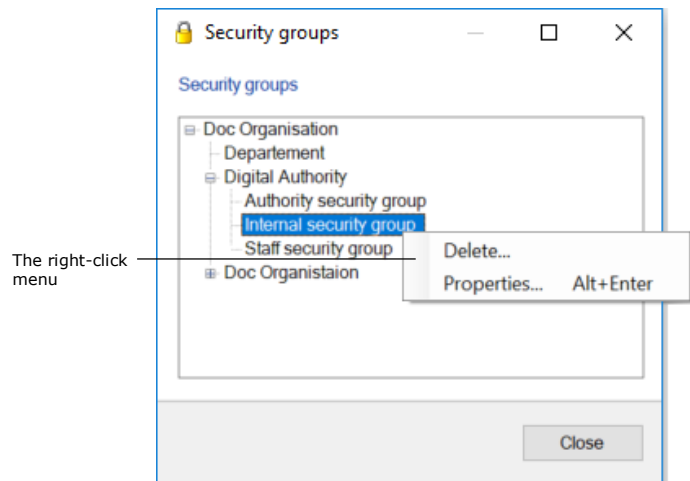 Security groups
Security groups
Doc Organisation
Departement
Digital Authority
Authority security group
Internal security group
Staff security group
Doc Organistaion
Delete...
Properties... Alt+Enter
The right-click
menu
Close